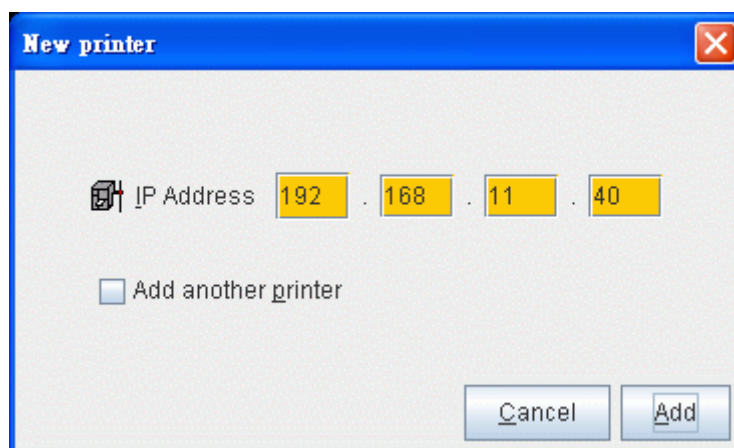 New printer
IP Address 192 . 168 . 11 . 40
Add another printer
Cancel Add